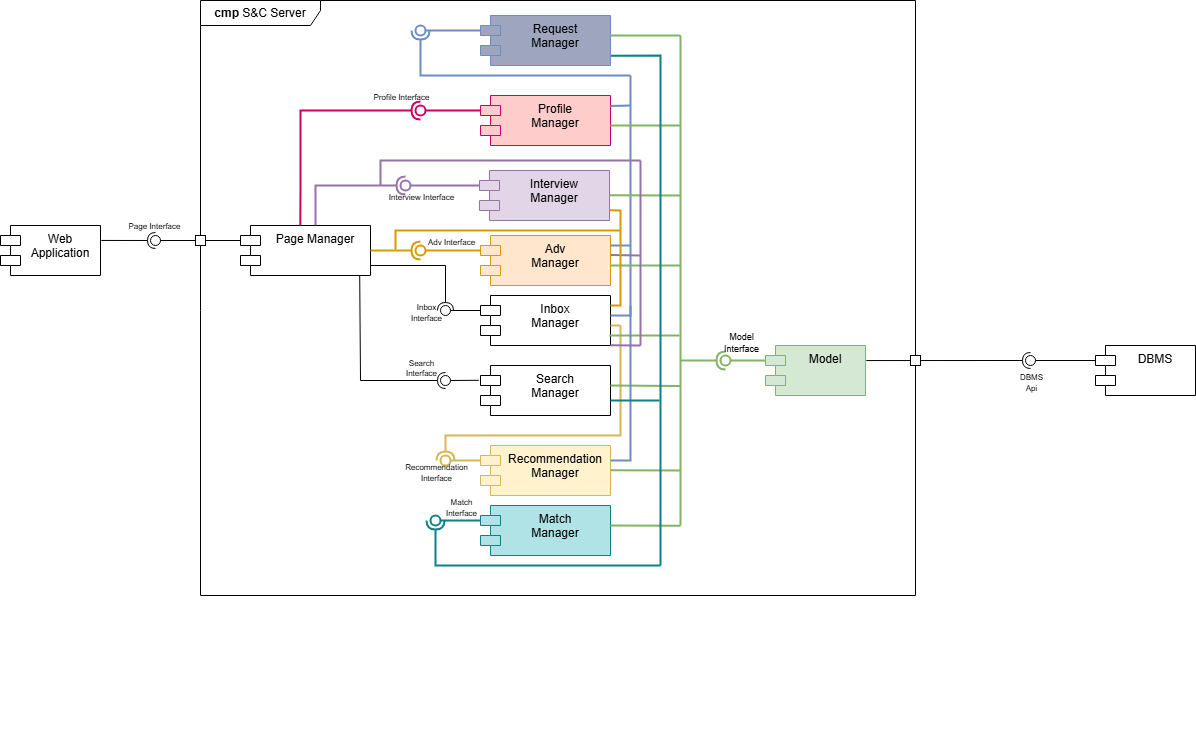 cmp S&C Server
Request
Manager
Profile Interface
Profile
Manager
Interview
Manager
Interview Interface
Web
Application
Page Interface
Page Manager
Adv Interface
Adv
Manager
Inbox
Interface
Inbox
Manager
Search
Interface
Search
Manager
Model
Interface
Model
DBMS
Api
DBMS
Recommendation
Interface
Recommendation
Manager
Match
Interface
Match
Manager